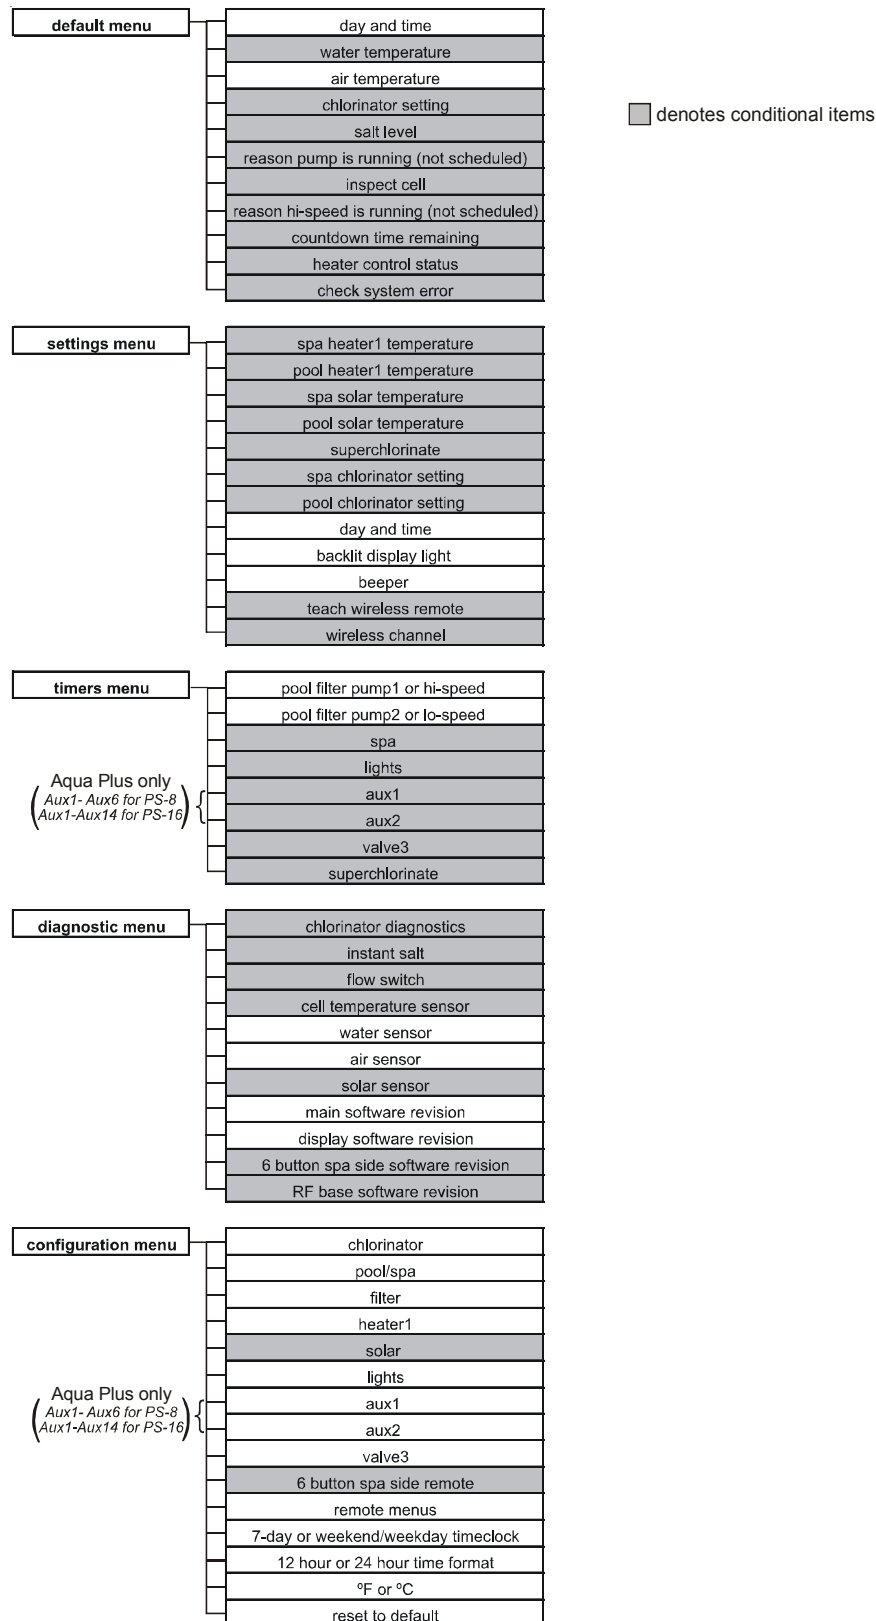 default menu
day and time
water temperature
air temperature
chlorinator setting
salt level
reason pump is running (not scheduled)
inspect cell
reason hi-speed is running (not scheduled)
countdown time remaining
heater control status
check system error
denotes conditional items
settings menu
spa heater1 temperature
pool heater1 temperature
spa solar temperature
pool solar temperature
superchlorinate
spa chlorinator setting
pool chlorinator setting
day and time
backlit display light
beeper
teach wireless remote
wireless channel
timers menu
pool filter pump1 or hi-speed
pool filter pump2 or lo-speed
spa
lights
Aqua Plus only
Aux1- Aux6 for PS-8
Aux1-Aux14 for PS-16
aux1
aux2
valve3
superchlorinate
diagnostic menu
chlorinator diagnostics
instant salt
flow switch
cell temperature sensor
water sensor
air sensor
solar sensor
main software revision
display software revision
6 button spa side software revision
RF base software revision
configuration menu
chlorinator
pool/spa
filter
heater1
solar
lights
Aqua Plus only
Aux1- Aux6 for PS-8
Aux1-Aux14 for PS-16
aux1
aux2
valve3
6 button spa side remote
remote menus
7-day or weekend/weekday timeclock
12 hour or 24 hour time format
ºF or ºC
reset to default